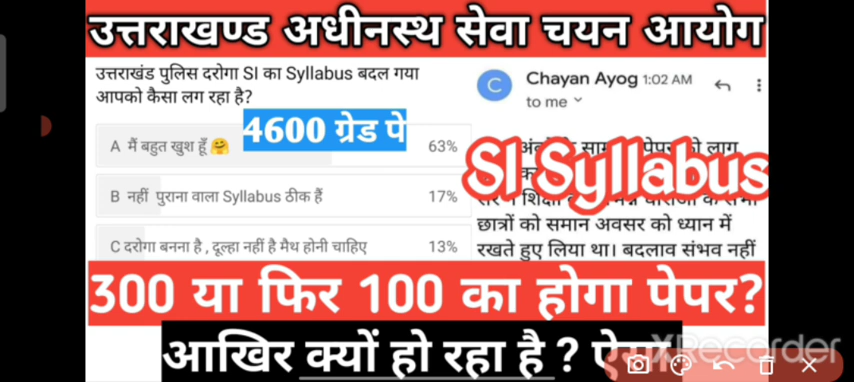 उत्तराखण्ड अधीनस्थ सेवा चयन आयोग
उत्तराखंड पुलिस दरोगा SI का Syllabus बदल गया
आपको कैसा लग रहा है?
4600 ग्रेड पे
A मैं बहुत खुश हूँ 🤗 63%
B नहीं पुराना वाला Syllabus ठीक हैं 17%
C दरोगा बनना है , दूल्हा नहीं है मैथ होनी चाहिए 13%
C
Chayan Ayog 1:02 AM
to me
SI Syllabus
छात्रों को समान अवसर को ध्यान में
रखते हुए लिया था। बदलाव संभव नहीं
300 या फिर 100 का होगा पेपर?
आखिर क्यों हो रहा है ?
XRecorder